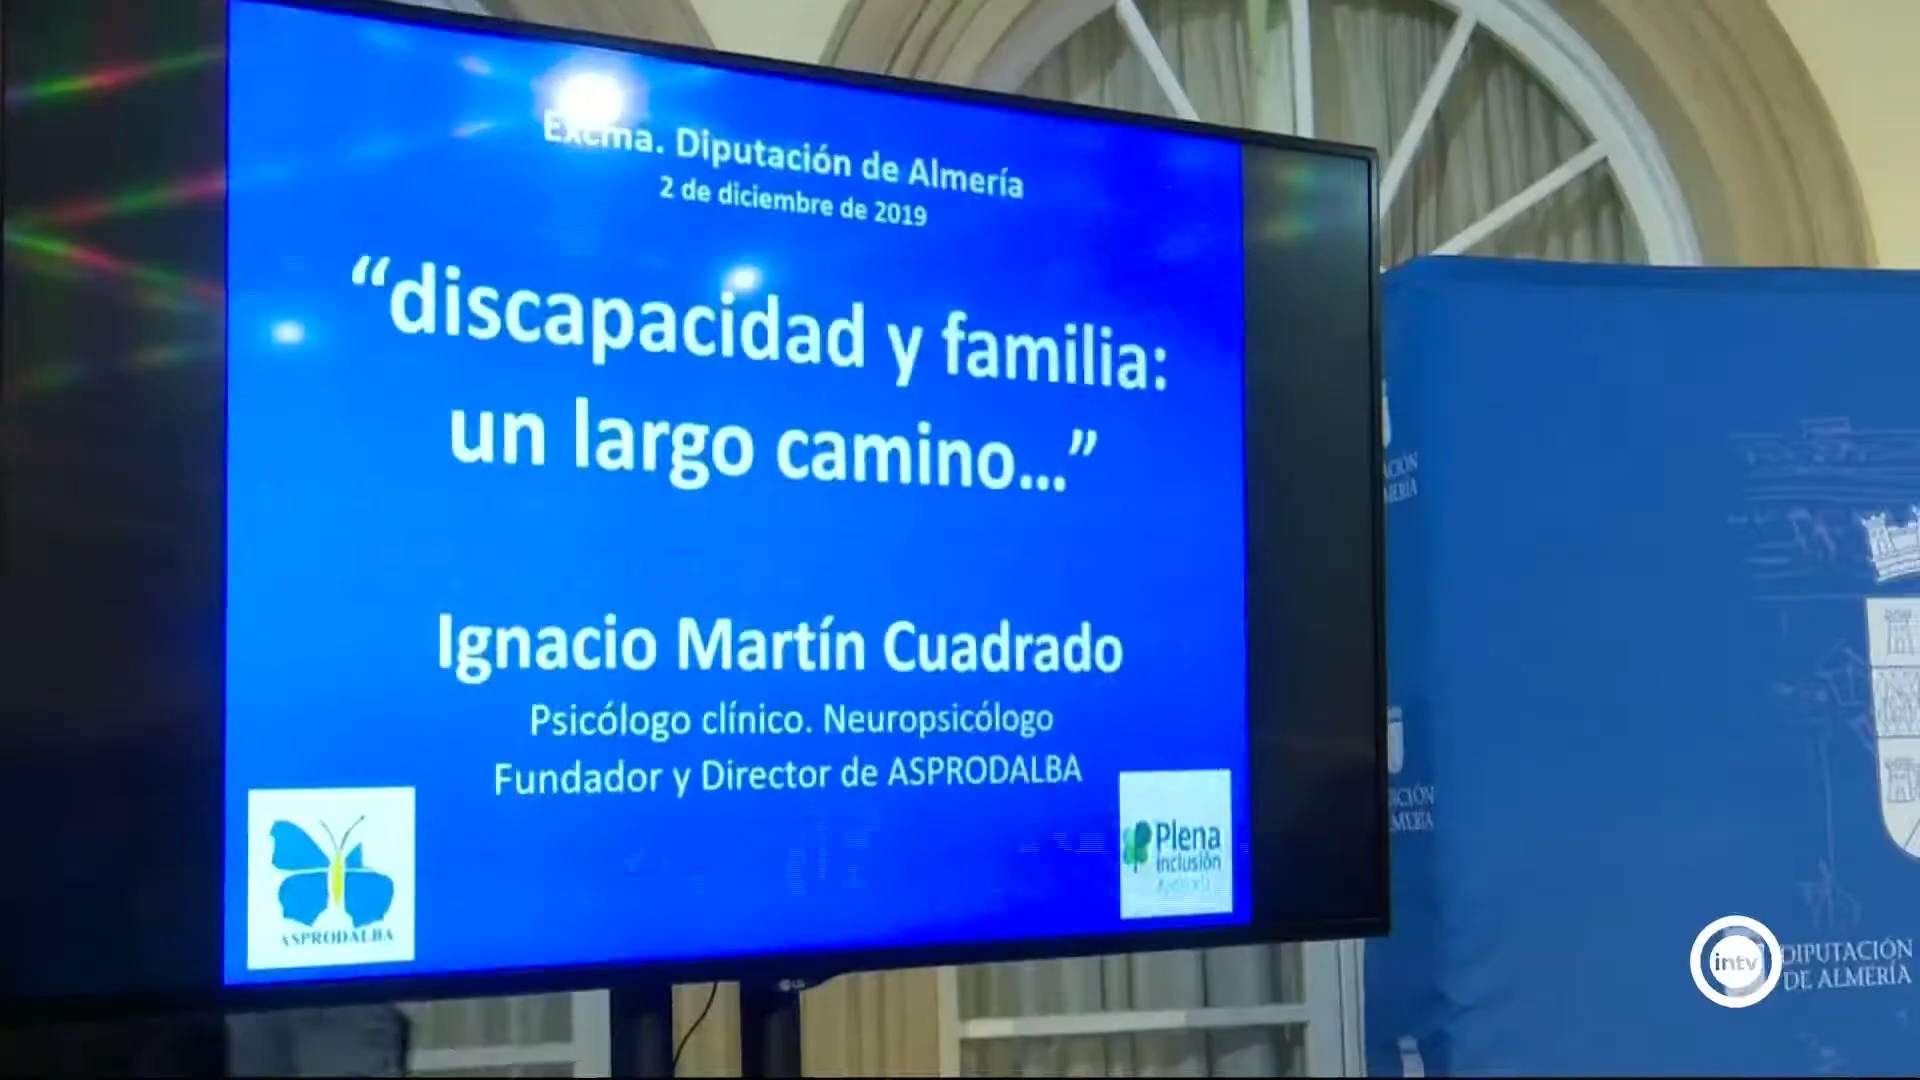 Excma. Diputación de Almería
2 de diciembre de 2019
“discapacidad y familia:
un largo camino...”
Ignacio Martín Cuadrado
Psicólogo clínico. Neuropsicólogo
Fundador y Director de ASPRODALBA
ASPRODALBA
Plena
inclusión
LG
intv
DIPUTACIÓN
DE ALMERÍA